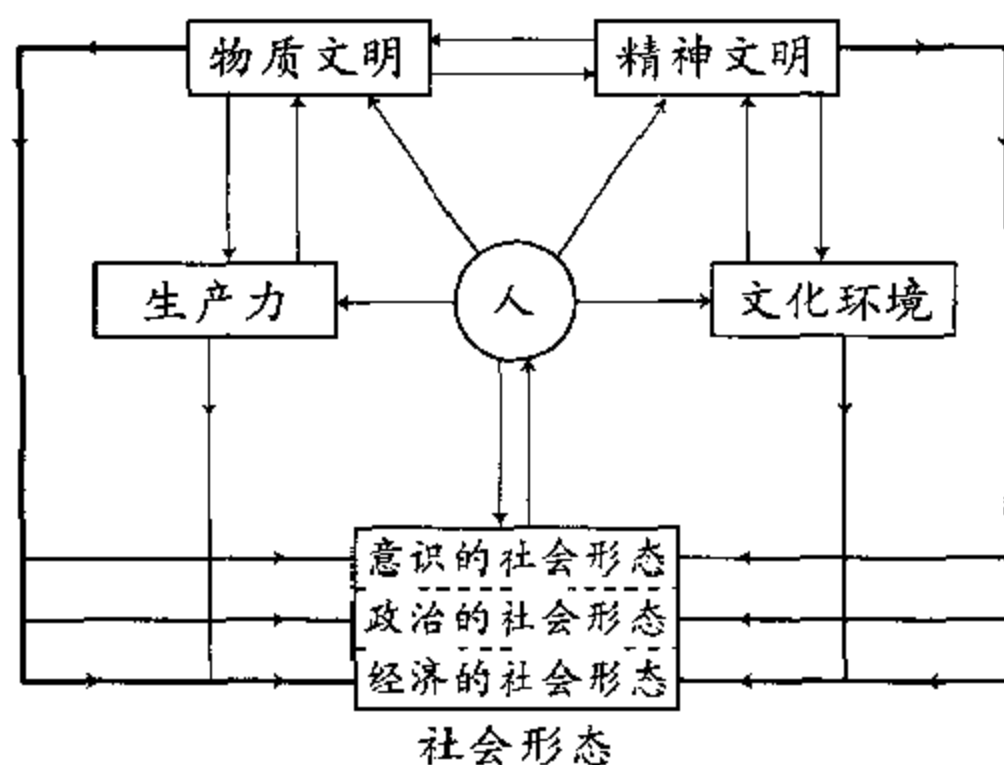 物质文明
精神文明
生产力
人
文化环境
意识的社会形态
政治的社会形态
经济的社会形态
社会形态